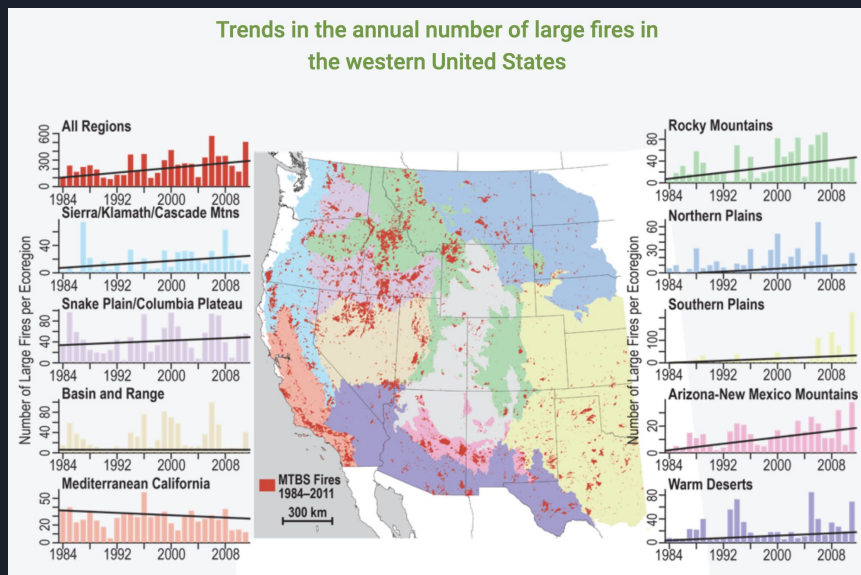 Trends in the annual number of large fires in
the western United States
Number of Large Fires per Ecoregion
All Regions
600
300
0
1984 1992 2000 2008
Sierra/Klamath/Cascade Mtns
40
0
1984 1992 2000 2008
Snake Plain/Columbia Plateau
80
40
0
1984 1992 2000 2008
Basin and Range
80
40
0
1984 1992 2000 2008
Mediterranean California
50
20
0
1984 1992 2000 2008
MTBS Fires
1984–2011
300 km
Number of Large Fires per Ecoregion
Rocky Mountains
80
40
0
1984 1992 2000 2008
Northern Plains
60
30
0
1984 1992 2000 2008
Southern Plains
100
0
1984 1992 2000 2008
Arizona-New Mexico Mountains
20
0
1984 1992 2000 2008
Warm Deserts
80
40
0
1984 1992 2000 2008